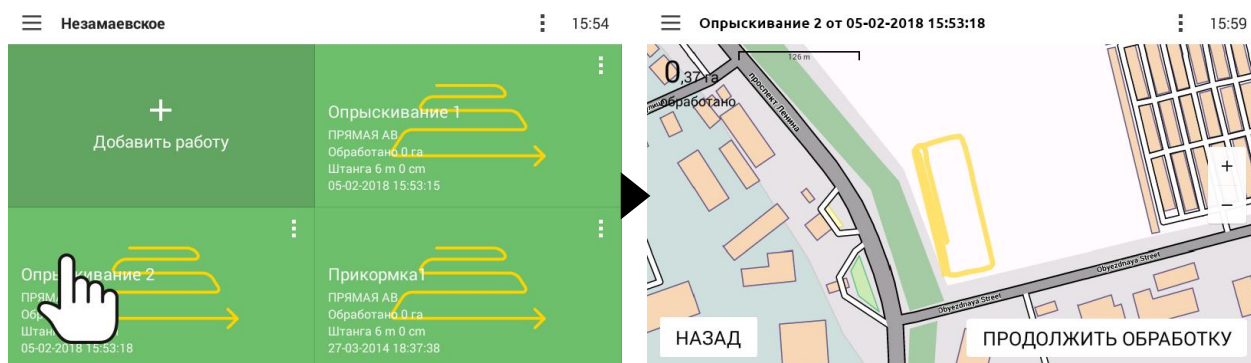 Незамаевское
15:54
Добавить работу
Опрыскивание 1
ПРЯМАЯ АВ
Обработано 0 га
Штанга 6 m 0 cm
05-02-2018 15:53:15
Опрыскивание 2
05-02-2018 15:53:18
Прикормка1
ПРЯМАЯ АВ
Обработано 0 га
Штанга 6 m 0 cm
27-03-2014 18:37:38
Опрыскивание 2 от 05-02-2018 15:53:18
15:59
126 m
0,37 га
обработано
проспект Ленина
+
−
Obyezdnaya Street
Obyezdnaya Street
НАЗАД
ПРОДОЛЖИТЬ ОБРАБОТКУ